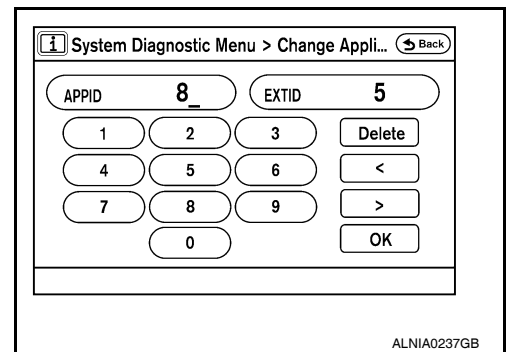 i System Diagnostic Menu > Change Appli... Back
APPID 8_ EXTID 5
1 2 3 Delete
4 5 6 <
7 8 9 >
0 OK
ALNIA0237GB